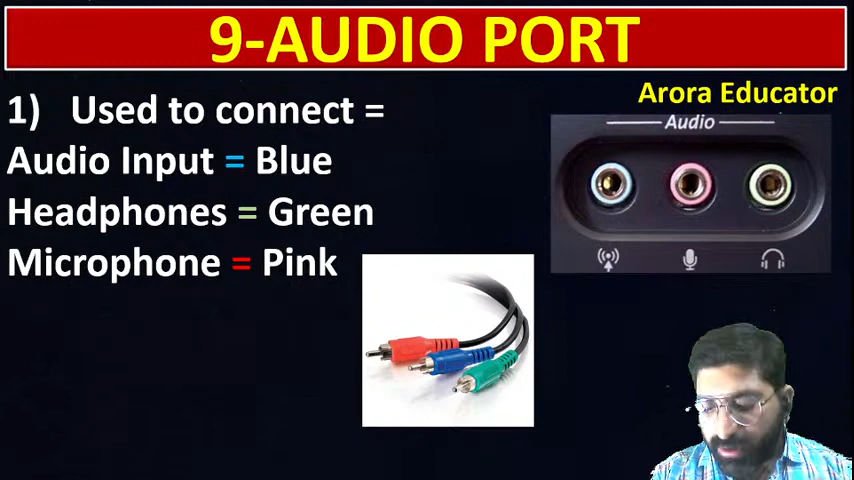 9-AUDIO PORT
Arora Educator
1) Used to connect =
Audio Input = Blue
Headphones = Green
Microphone = Pink
Audio